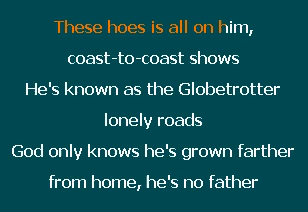 These hoes is all on him,
coast-to-coast shows
He's known as the Globetrotter
lonely roads
God only knows he's grown farther
from home, he's no father